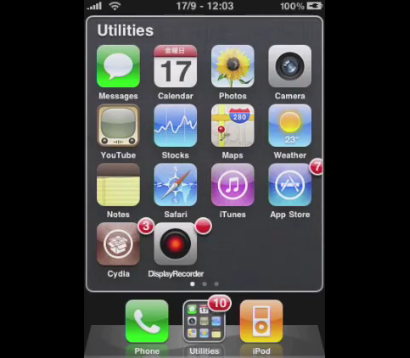 17/9 - 12:03 100%
Utilities
金曜日
17
280
Messages Calendar Photos Camera
23°
YouTube Stocks Maps Weather
7
Notes Safari iTunes App Store
3
Cydia DisplayRecorder
10
Phone Utilities iPod